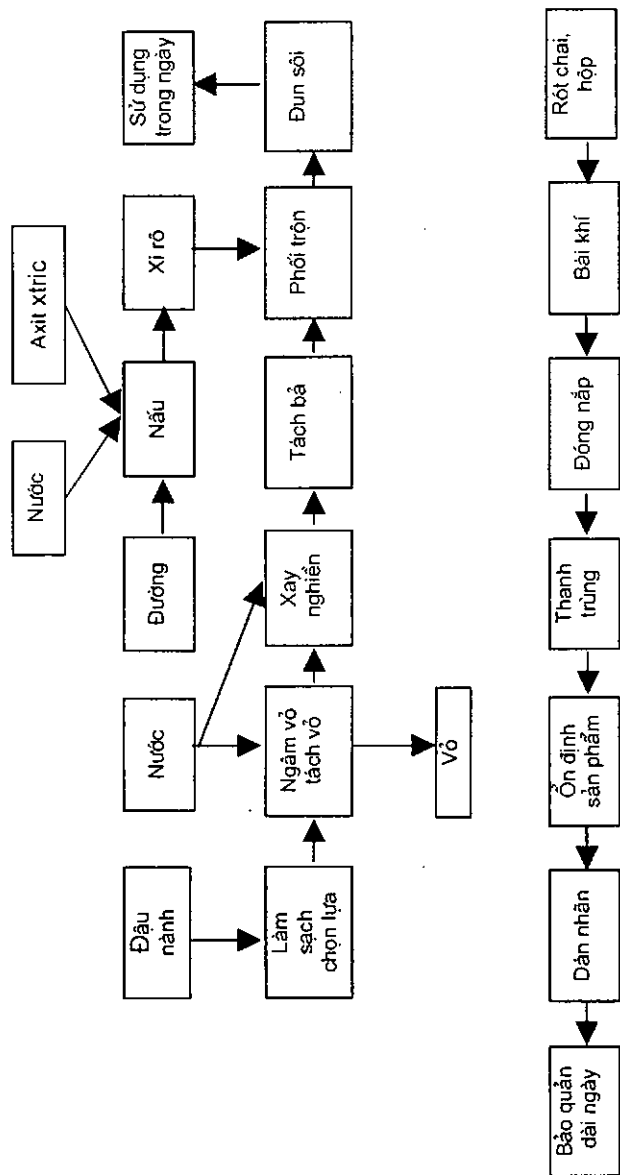 Nước
Axit xtric
Đường
Nấu
Xi rô
Sử dụng
trong ngày
Đậu
nành
Nước
Làm
sạch
chọn lựa
Ngâm vỏ
tách vỏ
Xay
nghiền
Tách bả
Phối trộn
Đun sôi
Vỏ
Bảo quản
dài ngày
Dán nhãn
Ổn định
sản phẩm
Thanh
trùng
Đóng nắp
Bài khí
Rót chai,
hộp